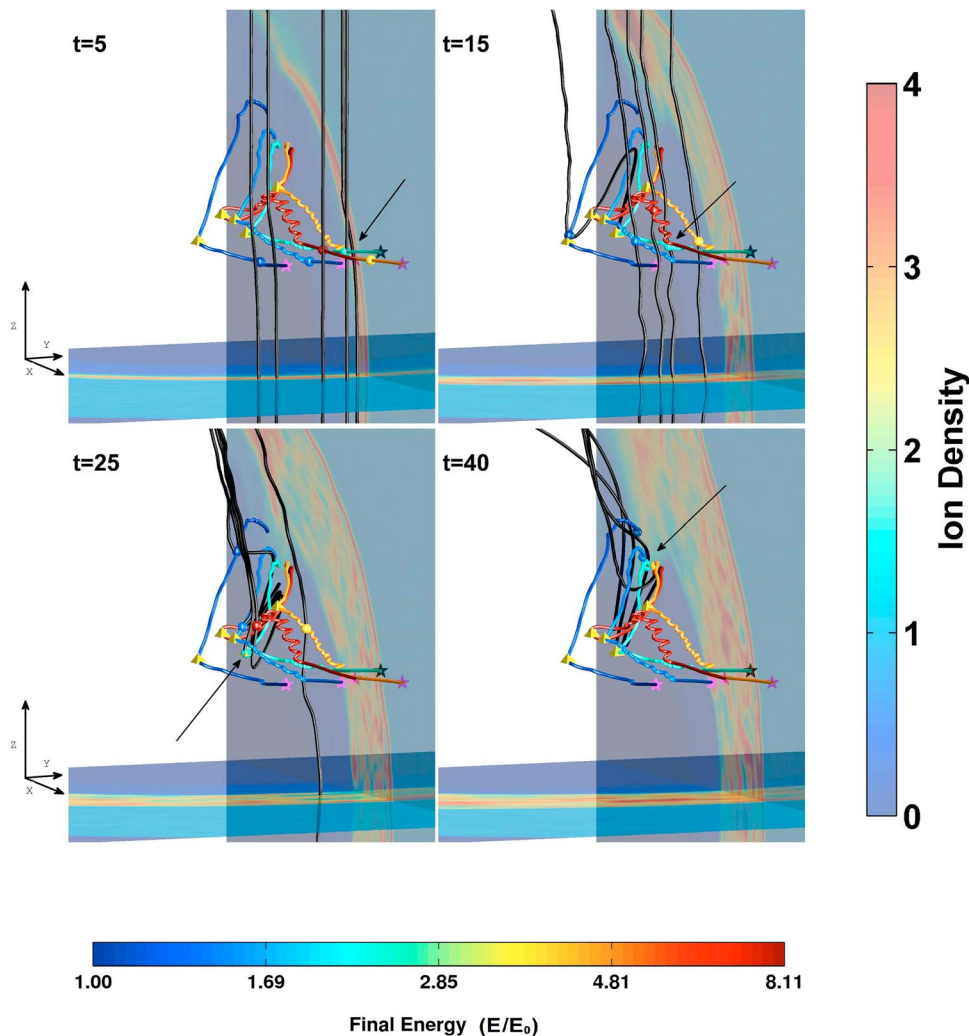 t=5
t=15
Z
Y
X
t=25
t=40
Z
Y
X
4
3
2
1
0
Ion Density
1.00 1.69 2.85 4.81 8.11
Final Energy (E/E₀)